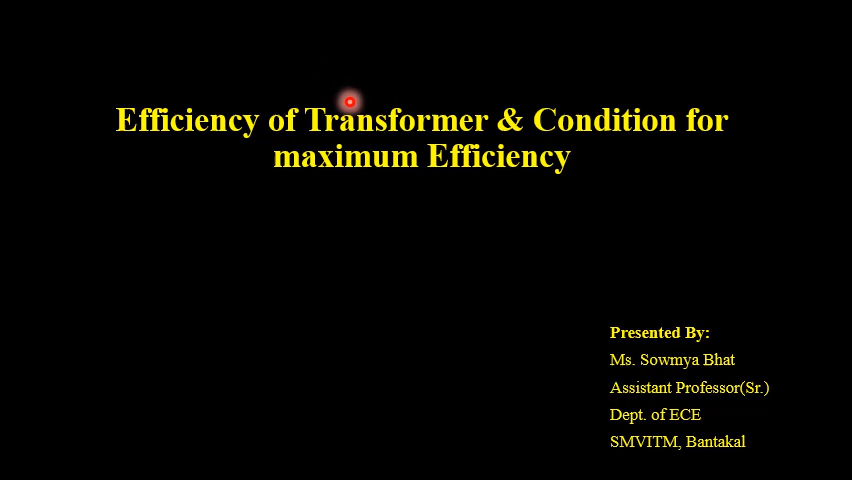 Efficiency of Transformer & Condition for
maximum Efficiency
Presented By:
Ms. Sowmya Bhat
Assistant Professor(Sr.)
Dept. of ECE
SMVITM, Bantakal